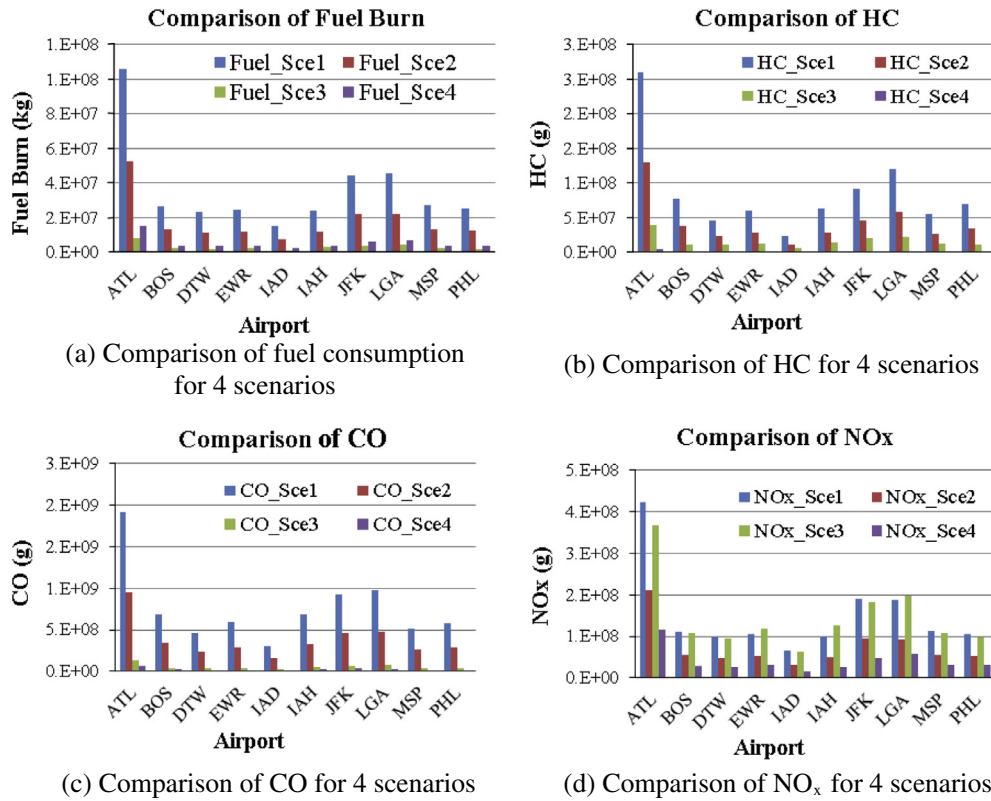 Comparison of Fuel Burn
1.E+08
1.E+08
8.E+07
6.E+07
4.E+07
2.E+07
0.E+00
Fuel Burn (kg)
Fuel_Sce1
Fuel_Sce2
Fuel_Sce3
Fuel_Sce4
ATL
BOS
DTW
EWR
IAD
IAH
JFK
LGA
MSP
PHL
Airport
(a) Comparison of fuel consumption
for 4 scenarios
Comparison of HC
3.E+08
3.E+08
2.E+08
2.E+08
1.E+08
5.E+07
0.E+00
HC (g)
HC_Sce1
HC_Sce2
HC_Sce3
HC_Sce4
ATL
BOS
DTW
EWR
IAD
IAH
JFK
LGA
MSP
PHL
Airport
(b) Comparison of HC for 4 scenarios
Comparison of CO
3.E+09
2.E+09
2.E+09
1.E+09
5.E+08
0.E+00
CO (g)
CO_Sce1
CO_Sce2
CO_Sce3
CO_Sce4
ATL
BOS
DTW
EWR
IAD
IAH
JFK
LGA
MSP
PHL
Airport
(c) Comparison of CO for 4 scenarios
Comparison of NOx
5.E+08
4.E+08
3.E+08
2.E+08
1.E+08
0.E+00
NOx (g)
NOx_Sce1
NOx_Sce2
NOx_Sce3
NOx_Sce4
ATL
BOS
DTW
EWR
IAD
IAH
JFK
LGA
MSP
PHL
Airport
(d) Comparison of NOₓ for 4 scenarios